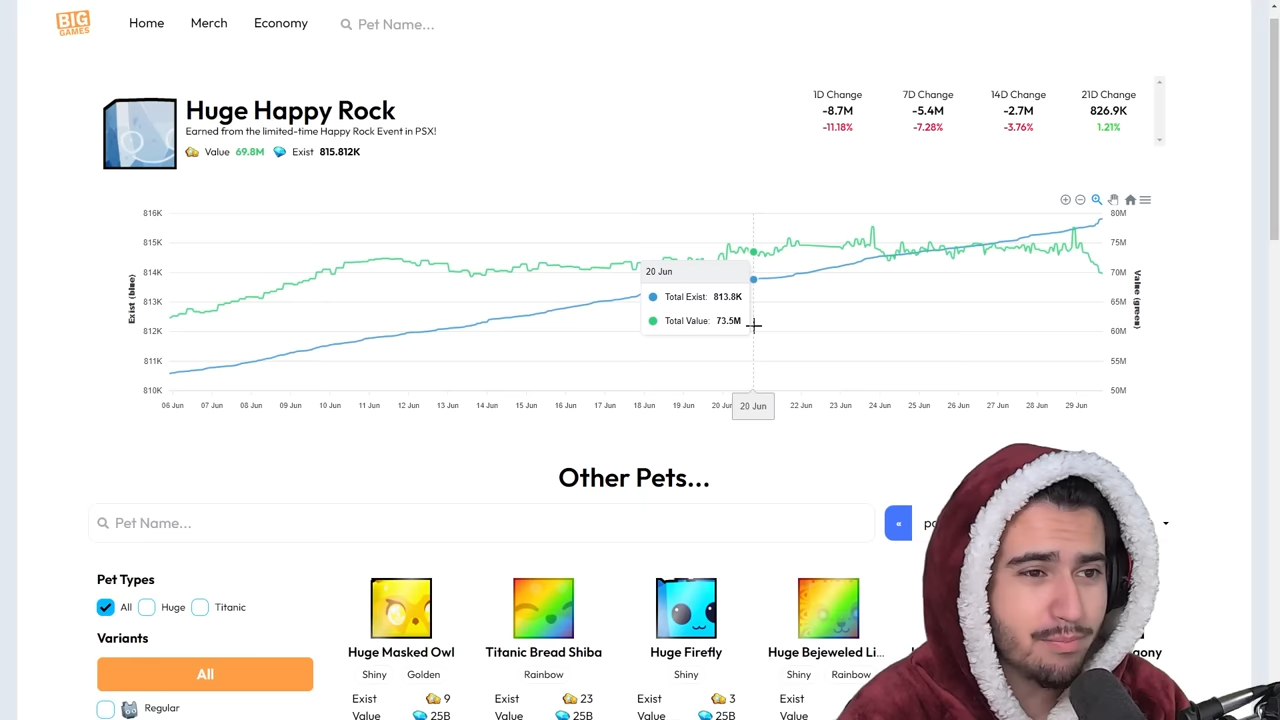 BIG
GAMES
Home
Merch
Economy
Pet Name...
Huge Happy Rock
Earned from the limited-time Happy Rock Event in PSX!
Value 69.8M Exist 815.812K
1D Change 7D Change 14D Change 21D Change
-8.7M -5.4M -2.7M 826.9K
-11.18% -7.28% -3.76% 1.21%
816K 80M
815K 75M
814K 70M
813K 65M
812K 60M
811K 55M
810K 50M
Exist (blue)
Value (green)
20 Jun
Total Exist: 813.8K
Total Value: 73.5M
06 Jun 07 Jun 08 Jun 09 Jun 10 Jun 11 Jun 12 Jun 13 Jun 14 Jun 15 Jun 16 Jun 17 Jun 18 Jun 19 Jun 20 Jun 20 Jun 22 Jun 23 Jun 24 Jun 25 Jun 26 Jun 27 Jun 28 Jun 29 Jun
Other Pets...
Pet Name...
«
Pet Types
All Huge Titanic
Variants
All
Regular
Huge Masked Owl
Shiny Golden
Exist 9
Value 25B
Titanic Bread Shiba
Rainbow
Exist 23
Value 25B
Huge Firefly
Shiny
Exist 3
Value 25B
Huge Bejeweled Li...
Shiny Rainbow
Exist
Value